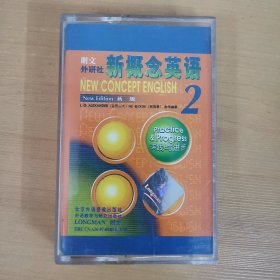 朗文
外研社
新概念英语
NEW CONCEPT ENGLISH
New Edition 新 版
2
L. G. ALEXANDER
Practice
& Progress
实践与进步
北京外语音像出版社
外语教学与研究出版社
LONGMAN 朗文